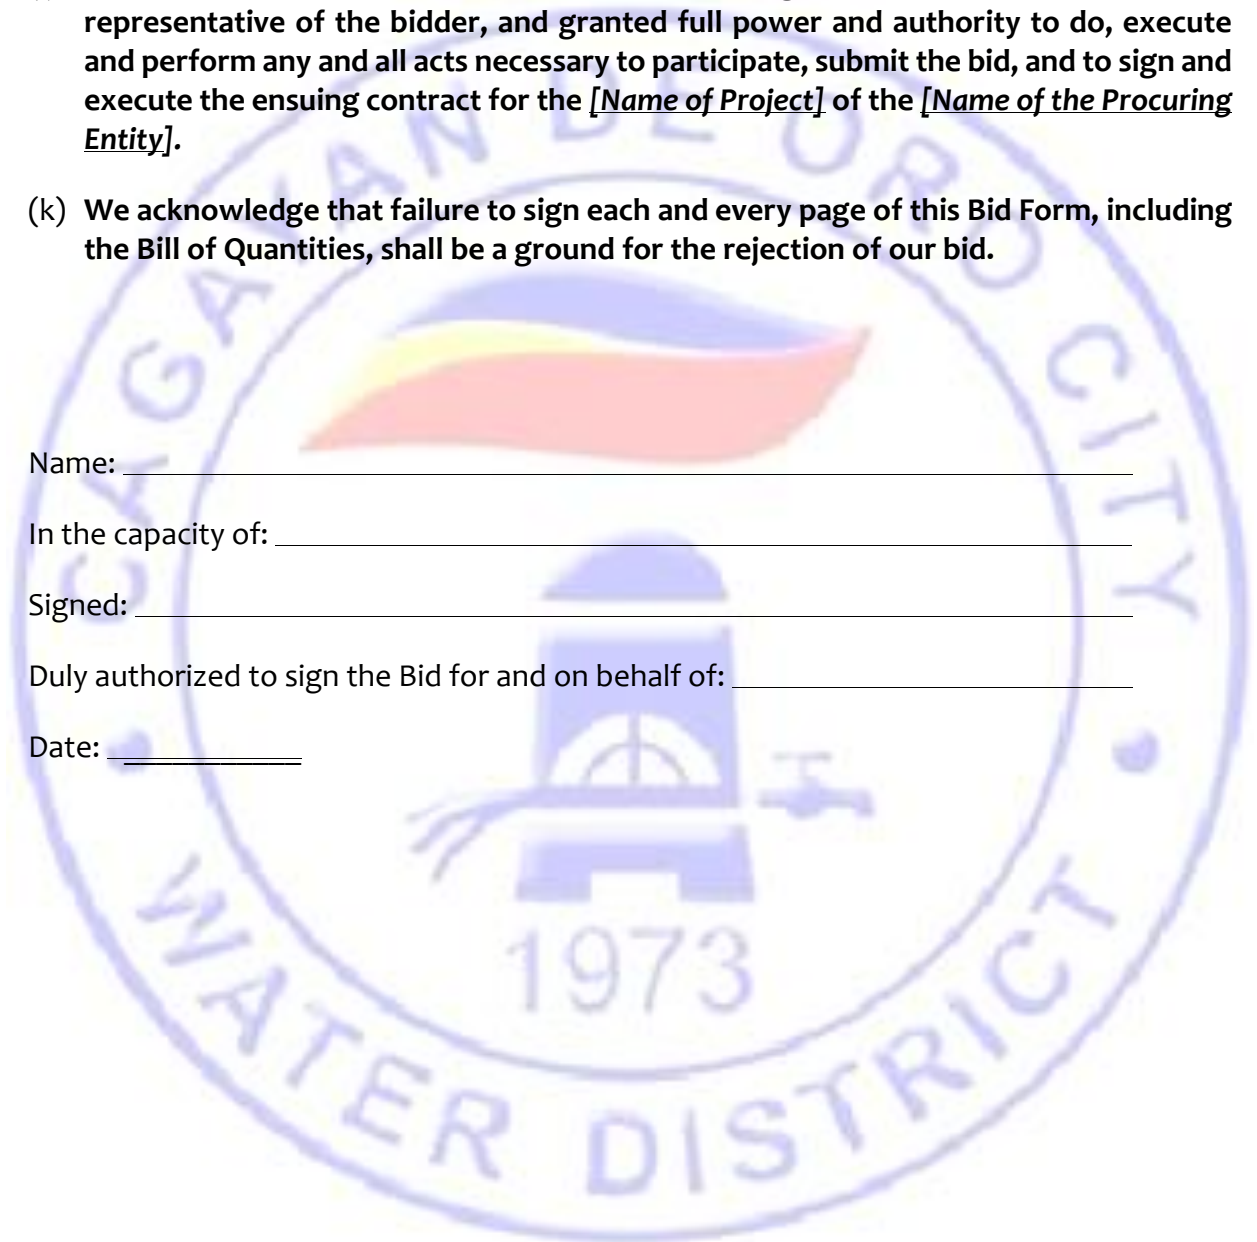 representative of the bidder, and granted full power and authority to do, execute
and perform any and all acts necessary to participate, submit the bid, and to sign and
execute the ensuing contract for the [Name of Project] of the [Name of the Procuring
Entity].
(k) We acknowledge that failure to sign each and every page of this Bid Form, including
the Bill of Quantities, shall be a ground for the rejection of our bid.
Name:
In the capacity of:
Signed:
Duly authorized to sign the Bid for and on behalf of:
Date:
CAGAYAN DE ORO CITY
1973
WATER DISTRICT